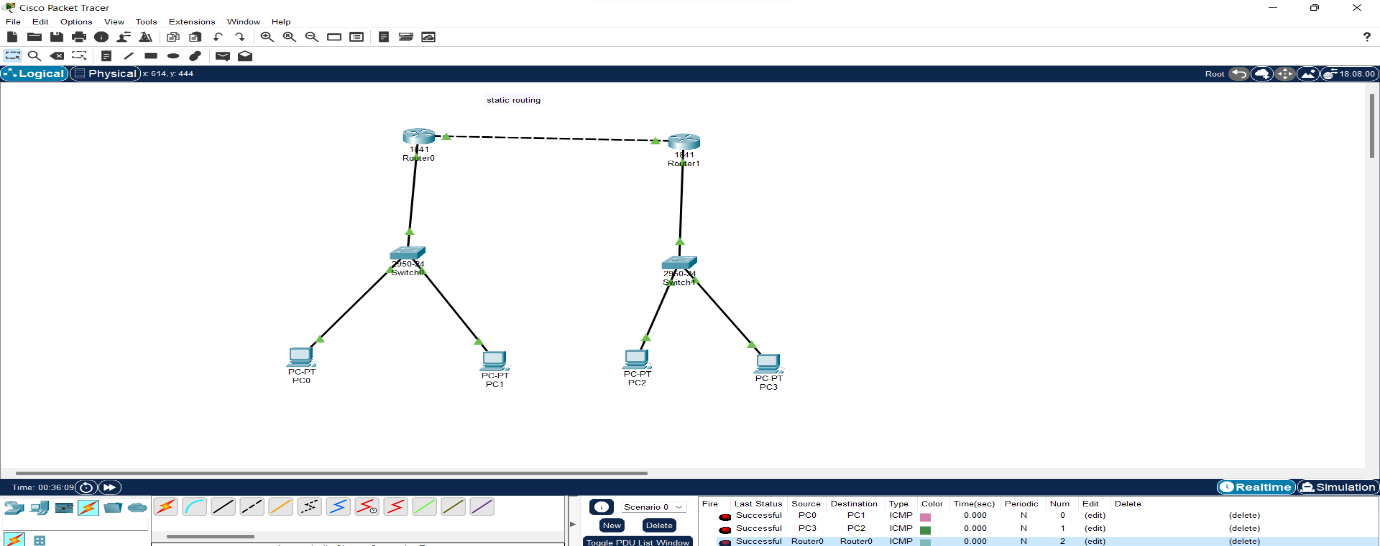 Cisco Packet Tracer
File Edit Options View Tools Extensions Window Help
?
Logical Physical x: 614, y: 444 Root 18:08:00
static routing
1841
Router0
1841
Router1
2950-24
Switch0
2950-24
Switch1
PC-PT
PC0
PC-PT
PC1
PC-PT
PC2
PC-PT
PC3
Time: 00:36:09 Realtime Simulation
Scenario 0
New Delete
Toggle PDU List Window
Fire Last Status Source Destination Type Color Time(sec) Periodic Num Edit Delete
Successful PC0 PC1 ICMP 0.000 N 0 (edit) (delete)
Successful PC3 PC2 ICMP 0.000 N 1 (edit) (delete)
Successful Router0 Router0 ICMP 0.000 N 2 (edit) (delete)